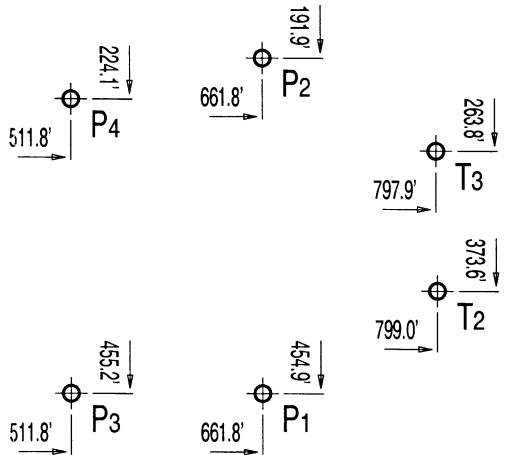 191.9'
224.1'
P2
661.8'
P4
511.8'
263.8'
T3
797.9'
373.6'
T2
799.0'
455.2'
454.9'
P3
P1
511.8'
661.8'